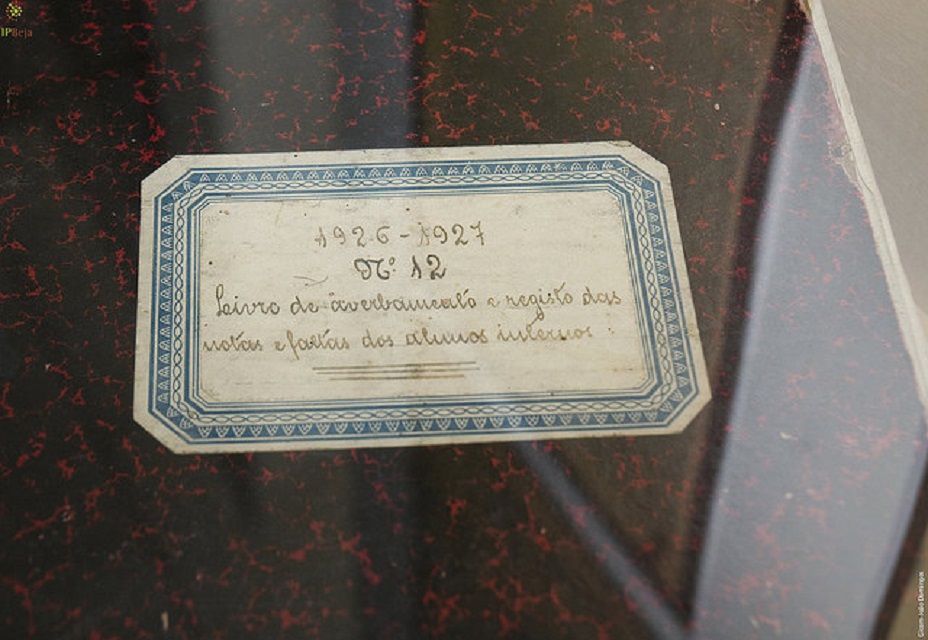 IPBeja
1926-1927
Nº 12
Livro de averbamento e registo das
notas e faltas dos alunos internos: